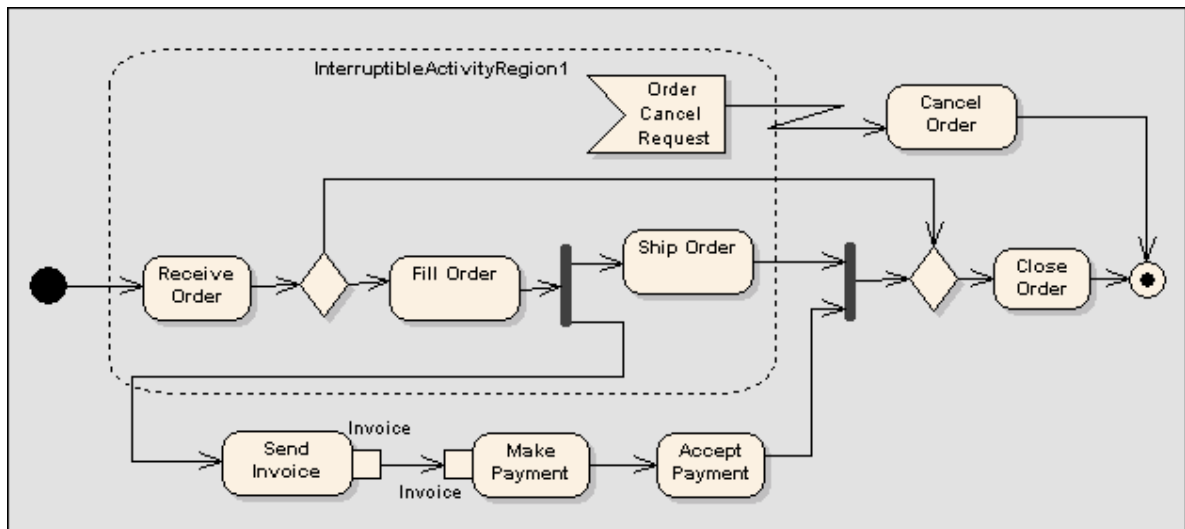 InterruptibleActivityRegion1
Order
Cancel
Request
Cancel
Order
Receive
Order
Fill Order
Ship Order
Close
Order
Send
Invoice
Invoice
Invoice
Make
Payment
Accept
Payment